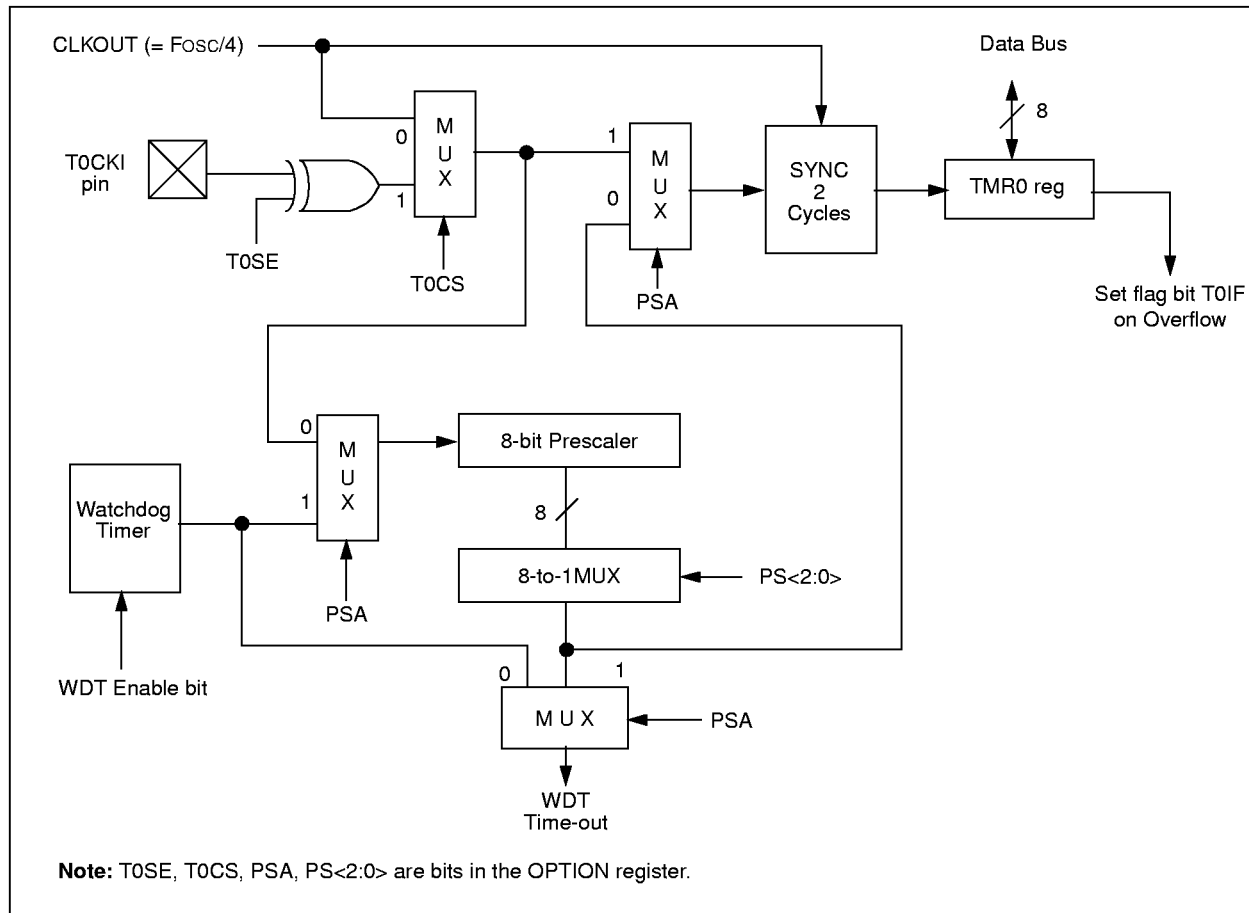 CLKOUT (= FOSC/4)
Data Bus
8
T0CKI
pin
T0SE
0
1
M
U
X
T0CS
1
0
M
U
X
PSA
SYNC
2
Cycles
TMR0 reg
Set flag bit T0IF
on Overflow
0
1
M
U
X
PSA
8-bit Prescaler
8
8-to-1MUX
PS<2:0>
Watchdog
Timer
WDT Enable bit
0
1
M U X
PSA
WDT
Time-out
Note: T0SE, T0CS, PSA, PS<2:0> are bits in the OPTION register.